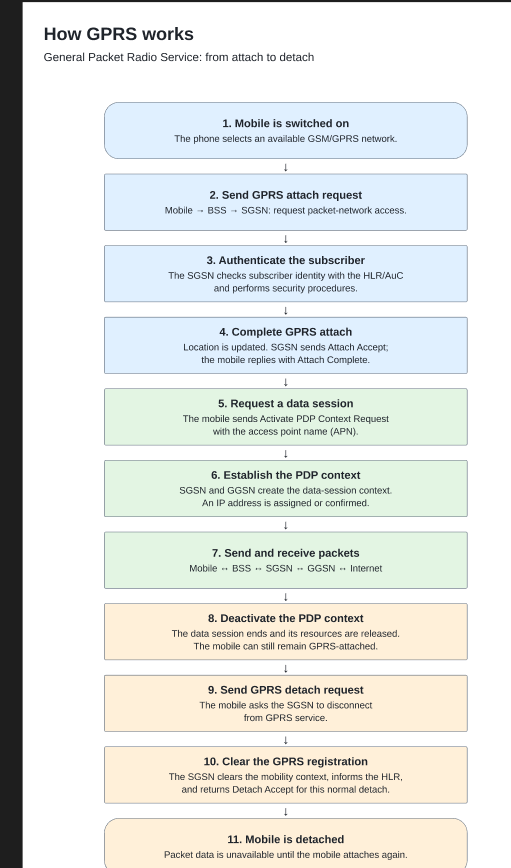 How GPRS works
General Packet Radio Service: from attach to detach
1. Mobile is switched on
The phone selects an available GSM/GPRS network.
↓
2. Send GPRS attach request
Mobile → BSS → SGSN: request packet-network access.
↓
3. Authenticate the subscriber
The SGSN checks subscriber identity with the HLR/AuC
and performs security procedures.
↓
4. Complete GPRS attach
Location is updated. SGSN sends Attach Accept;
the mobile replies with Attach Complete.
↓
5. Request a data session
The mobile sends Activate PDP Context Request
with the access point name (APN).
↓
6. Establish the PDP context
SGSN and GGSN create the data-session context.
An IP address is assigned or confirmed.
↓
7. Send and receive packets
Mobile ↔ BSS ↔ SGSN ↔ GGSN ↔ Internet
↓
8. Deactivate the PDP context
The data session ends and its resources are released.
The mobile can still remain GPRS-attached.
↓
9. Send GPRS detach request
The mobile asks the SGSN to disconnect
from GPRS service.
↓
10. Clear the GPRS registration
The SGSN clears the mobility context, informs the HLR,
and returns Detach Accept for this normal detach.
↓
11. Mobile is detached
Packet data is unavailable until the mobile attaches again.